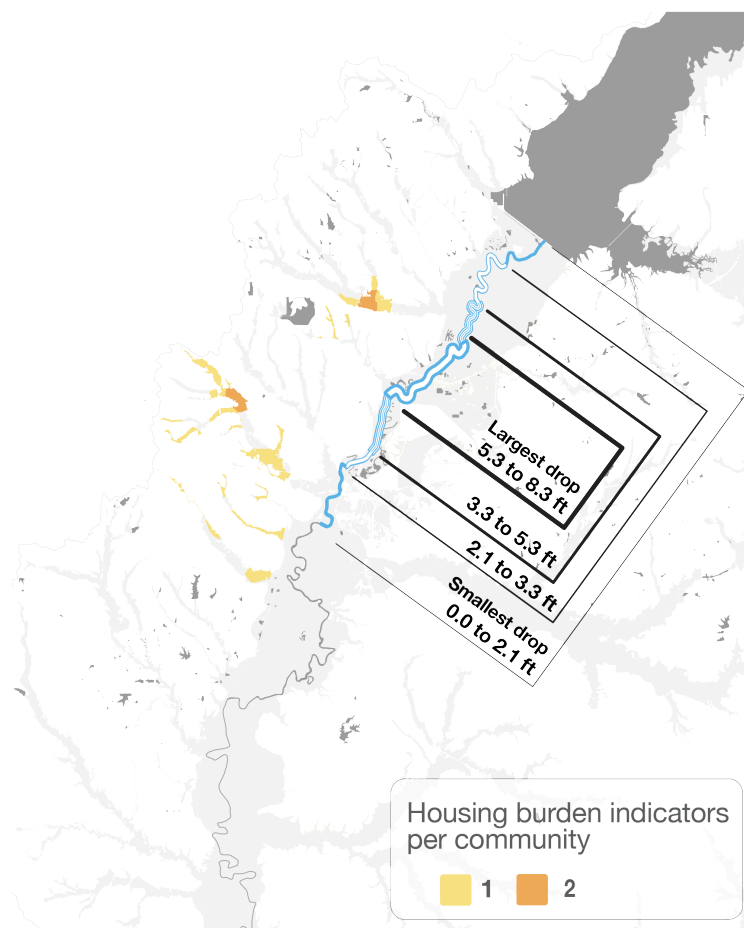 Largest drop
5.3 to 8.3 ft
3.3 to 5.3 ft
2.1 to 3.3 ft
Smallest drop
0.0 to 2.1 ft
Housing burden indicators
per community
1 2